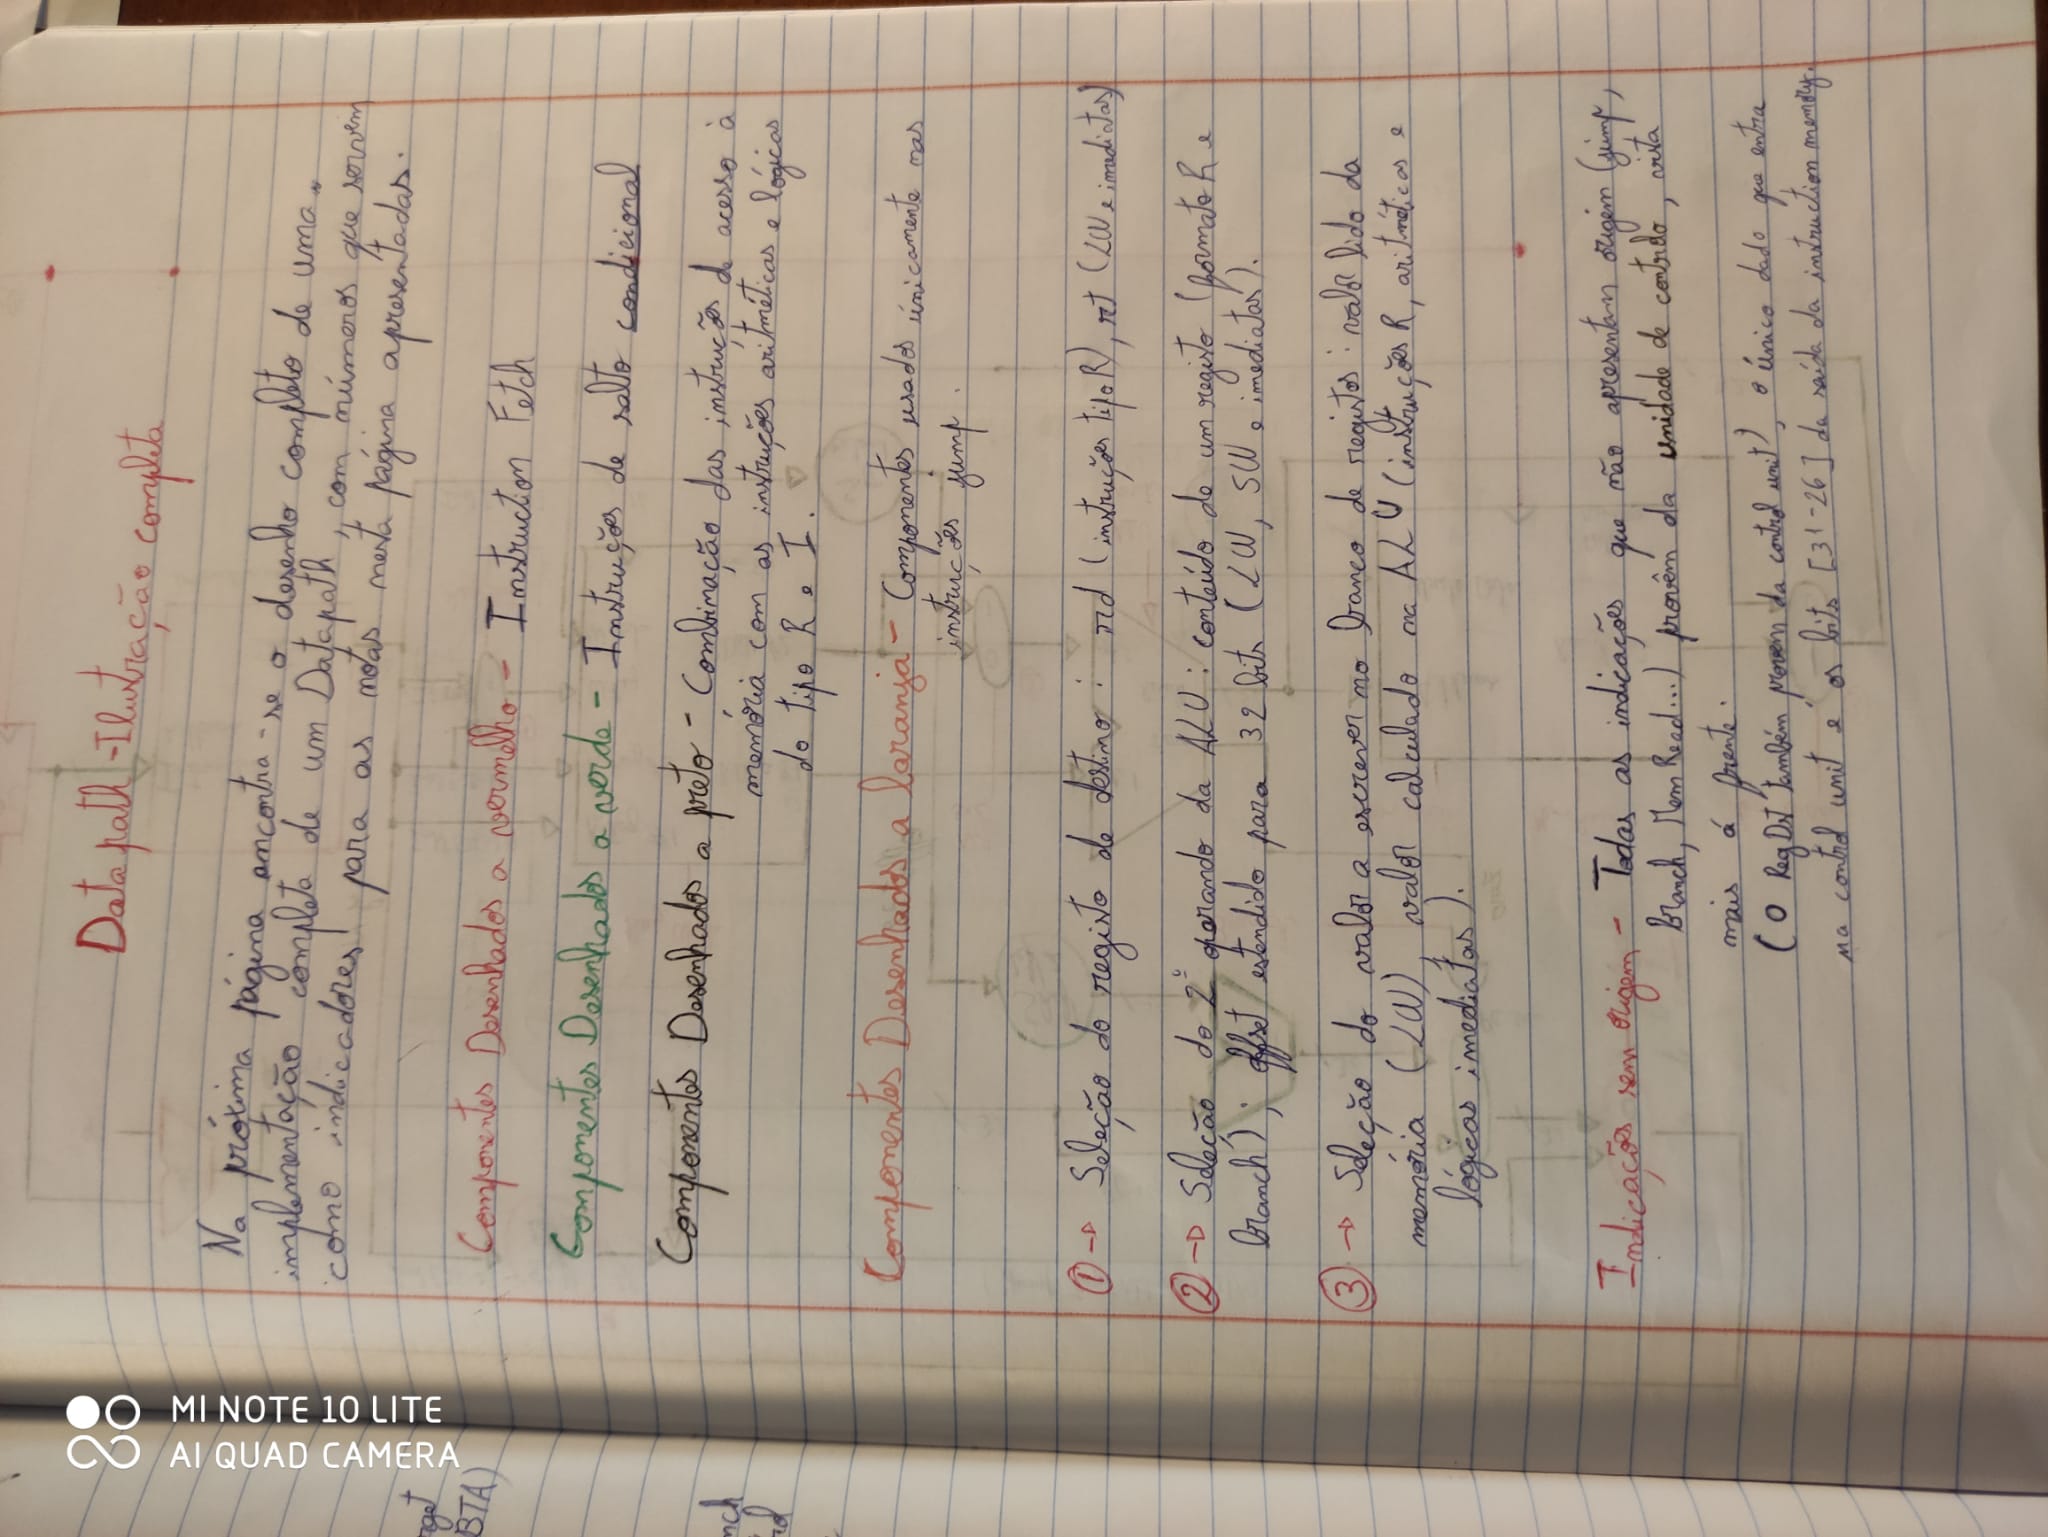 Datapath - Ilustração completa
Na próxima página encontra-se o desenho completo de uma
implementação completa de um Datapath, com números que servem
como indicadores para as notas nesta página apresentadas.
Componentes Desenhados a vermelho - Instruction Fetch
Componentes Desenhados a verde - Instruções de salto condicional
Componentes Desenhados a preto - Combinação das instruções de acesso à
memória com as instruções aritméticas e lógicas
do tipo R e I.
Componentes Desenhados a laranja - Componentes usados únicamente nas
instruções jump.
① → Seleção do registo de destino : rd (instruções tipo R), rt (LW e imediatas)
② → Seleção do 2º operando da ALU : conteúdo de um registo (formato R e
branch) ; offset estendido para 32 bits (LW, SW e imediatas).
③ → Seleção do valor a escrever no banco de registos : valor lido da
memória (LW), valor calculado na ALU (instruções R, aritméticas e
lógicas imediatas).
Indicações sem origem - Todas as indicações que não apresentam origem (jump,
Branch, Mem Read...) provêm da unidade de controlo, vista
mais á frente.
(O RegDst também provem da control unit), o único dado que entra
na control unit é os bits [31-26] da saída da instruction memory.
rget
BTA)
nch
MI NOTE 10 LITE
AI QUAD CAMERA